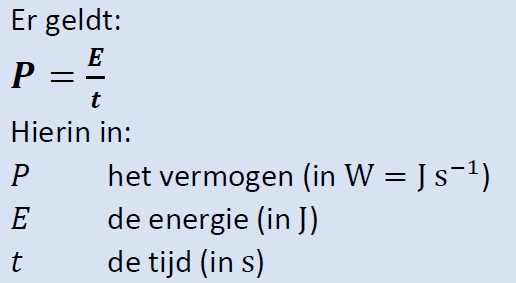 Er geldt:
P = E/t
Hierin in:
P het vermogen (in W = J s⁻¹)
E de energie (in J)
t de tijd (in s)